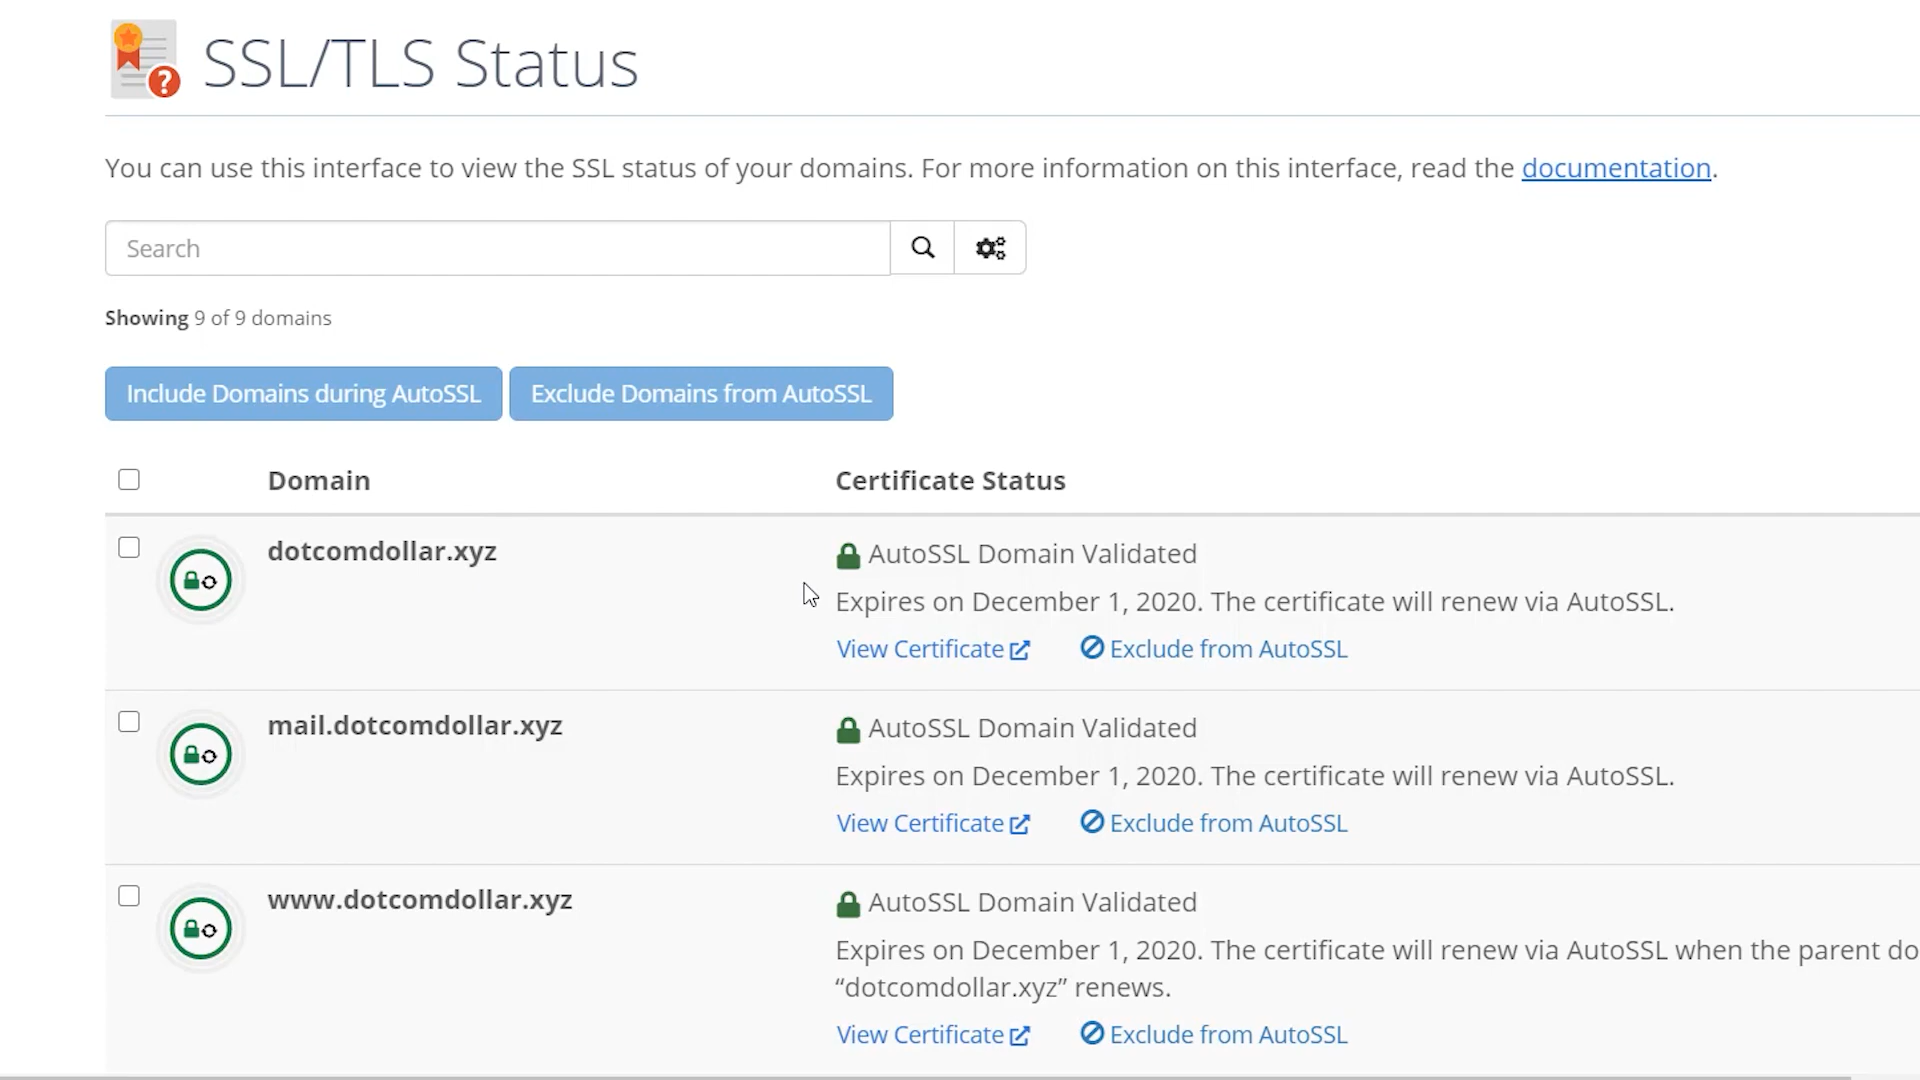 SSL/TLS Status
You can use this interface to view the SSL status of your domains. For more information on this interface, read the documentation.
Search
Showing 9 of 9 domains
Include Domains during AutoSSL Exclude Domains from AutoSSL
Domain Certificate Status
dotcomdollar.xyz AutoSSL Domain Validated
Expires on December 1, 2020. The certificate will renew via AutoSSL.
View Certificate Exclude from AutoSSL
mail.dotcomdollar.xyz AutoSSL Domain Validated
Expires on December 1, 2020. The certificate will renew via AutoSSL.
View Certificate Exclude from AutoSSL
www.dotcomdollar.xyz AutoSSL Domain Validated
Expires on December 1, 2020. The certificate will renew via AutoSSL when the parent do
“dotcomdollar.xyz” renews.
View Certificate Exclude from AutoSSL